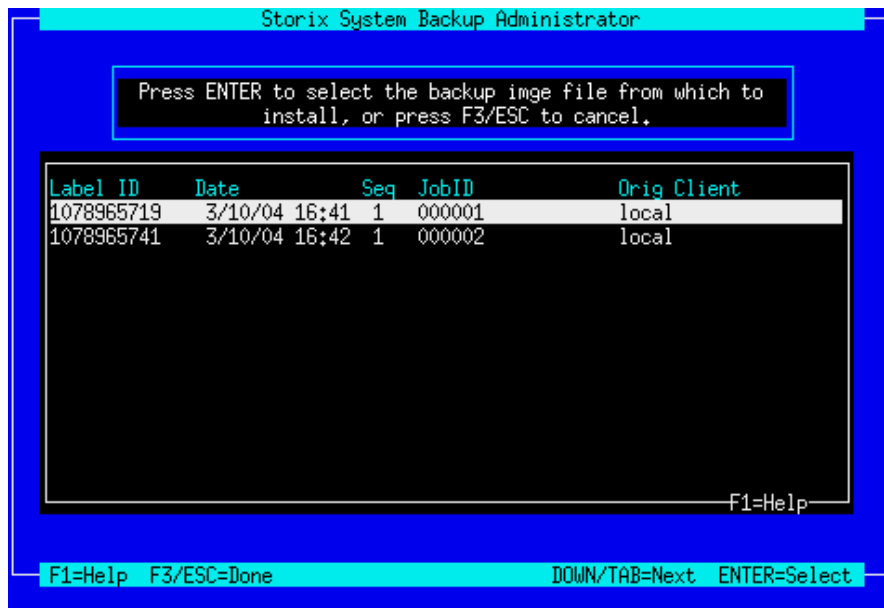 Storix System Backup Administrator
Press ENTER to select the backup imge file from which to
install, or press F3/ESC to cancel.
Label ID Date Seq JobID Orig Client
1078965719 3/10/04 16:41 1 000001 local
1078965741 3/10/04 16:42 1 000002 local
F1=Help
F1=Help F3/ESC=Done DOWN/TAB=Next ENTER=Select